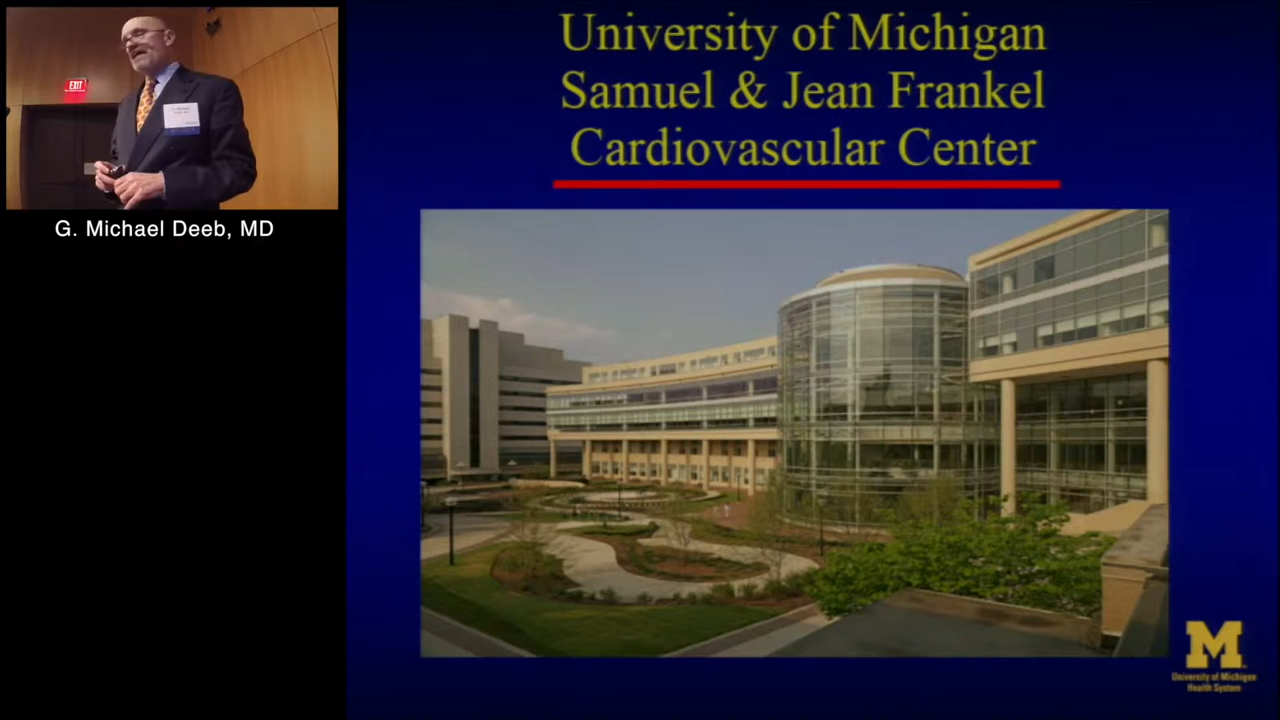 EXIT
G. Michael Deeb, MD
University of Michigan
Samuel & Jean Frankel
Cardiovascular Center
M
University of Michigan
Health System